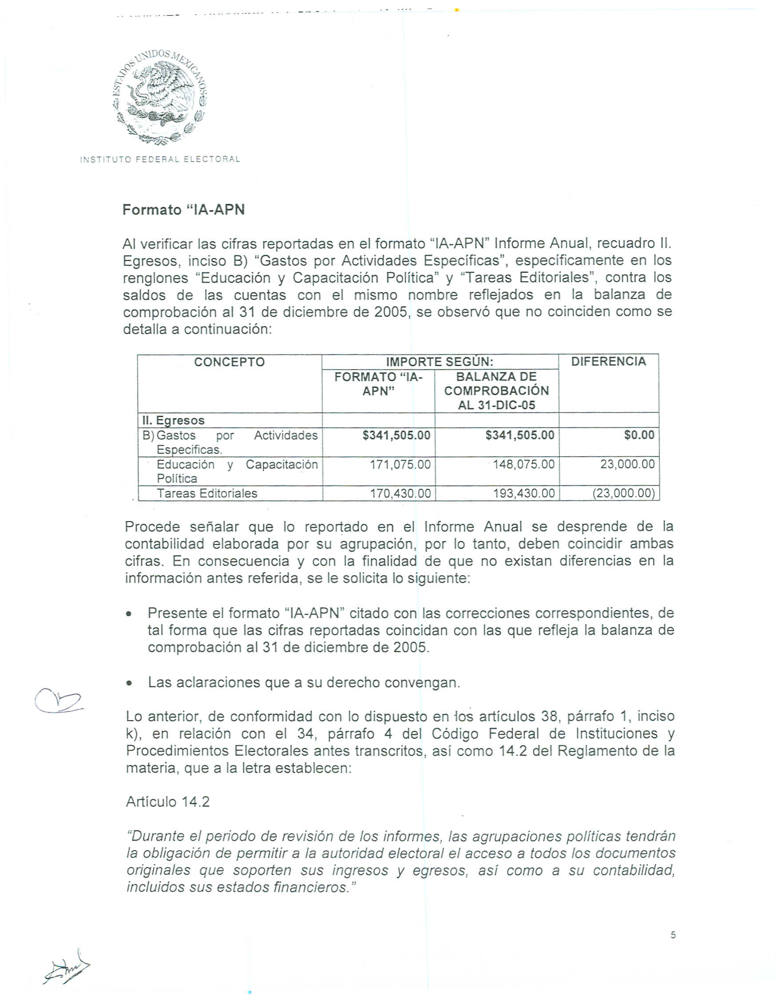 ESTADOS UNIDOS MEXICANOS
INSTITUTO FEDERAL ELECTORAL
Formato “IA-APN
Al verificar las cifras reportadas en el formato “IA-APN” Informe Anual, recuadro II.
Egresos, inciso B) “Gastos por Actividades Específicas”, específicamente en los
renglones “Educación y Capacitación Política” y “Tareas Editoriales”, contra los
saldos de las cuentas con el mismo nombre reflejados en la balanza de
comprobación al 31 de diciembre de 2005, se observó que no coinciden como se
detalla a continuación:
CONCEPTO IMPORTE SEGÚN: DIFERENCIA
FORMATO “IA- BALANZA DE
APN” COMPROBACIÓN
AL 31-DIC-05
II. Egresos
B) Gastos por Actividades $341,505.00 $341,505.00 $0.00
Especificas.
Educación y Capacitación 171,075.00 148,075.00 23,000.00
Política
Tareas Editoriales 170,430.00 193,430.00 (23,000.00)
Procede señalar que lo reportado en el Informe Anual se desprende de la
contabilidad elaborada por su agrupación, por lo tanto, deben coincidir ambas
cifras. En consecuencia y con la finalidad de que no existan diferencias en la
información antes referida, se le solicita lo siguiente:
• Presente el formato “IA-APN” citado con las correcciones correspondientes, de
tal forma que las cifras reportadas coincidan con las que refleja la balanza de
comprobación al 31 de diciembre de 2005.
• Las aclaraciones que a su derecho convengan.
Lo anterior, de conformidad con lo dispuesto en los artículos 38, párrafo 1, inciso
k), en relación con el 34, párrafo 4 del Código Federal de Instituciones y
Procedimientos Electorales antes transcritos, así como 14.2 del Reglamento de la
materia, que a la letra establecen:
Artículo 14.2
“Durante el periodo de revisión de los informes, las agrupaciones políticas tendrán
la obligación de permitir a la autoridad electoral el acceso a todos los documentos
originales que soporten sus ingresos y egresos, así como a su contabilidad,
incluidos sus estados financieros.”
5